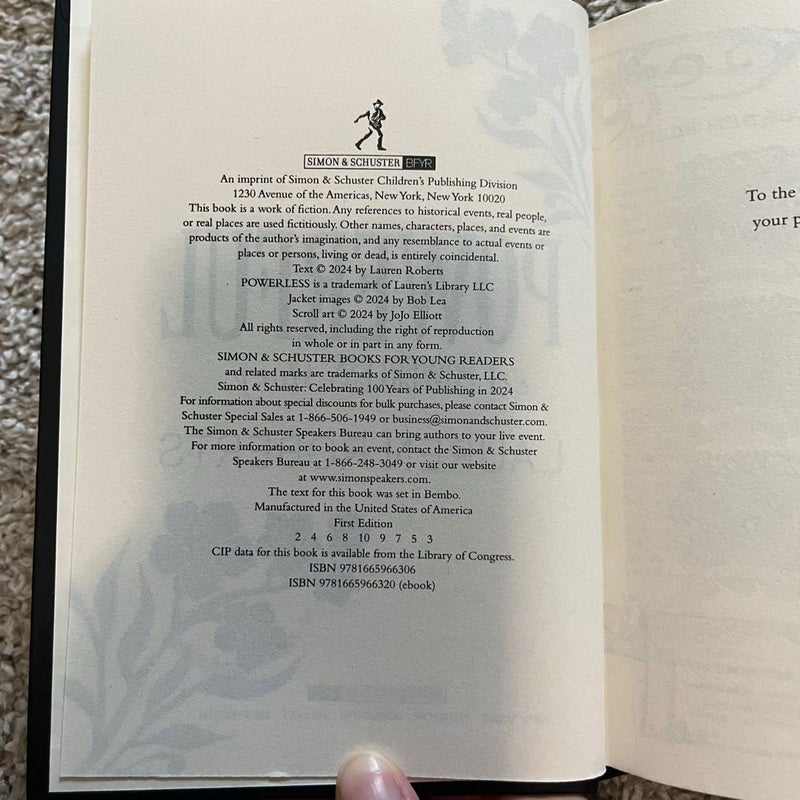 SIMON & SCHUSTER BFYR
An imprint of Simon & Schuster Children's Publishing Division
1230 Avenue of the Americas, New York, New York 10020
This book is a work of fiction. Any references to historical events, real people,
or real places are used fictitiously. Other names, characters, places, and events are
products of the author's imagination, and any resemblance to actual events or
places or persons, living or dead, is entirely coincidental.
Text © 2024 by Lauren Roberts
POWERLESS is a trademark of Lauren's Library LLC
Jacket images © 2024 by Bob Lea
Scroll art © 2024 by JoJo Elliott
All rights reserved, including the right of reproduction
in whole or in part in any form.
SIMON & SCHUSTER BOOKS FOR YOUNG READERS
and related marks are trademarks of Simon & Schuster, LLC.
Simon & Schuster: Celebrating 100 Years of Publishing in 2024
For information about special discounts for bulk purchases, please contact Simon &
Schuster Special Sales at 1-866-506-1949 or business@simonandschuster.com.
The Simon & Schuster Speakers Bureau can bring authors to your live event.
For more information or to book an event, contact the Simon & Schuster
Speakers Bureau at 1-866-248-3049 or visit our website
at www.simonspeakers.com.
The text for this book was set in Bembo.
Manufactured in the United States of America
First Edition
2 4 6 8 10 9 7 5 3
CIP data for this book is available from the Library of Congress.
ISBN 9781665966306
ISBN 9781665966320 (ebook)
To the
your p